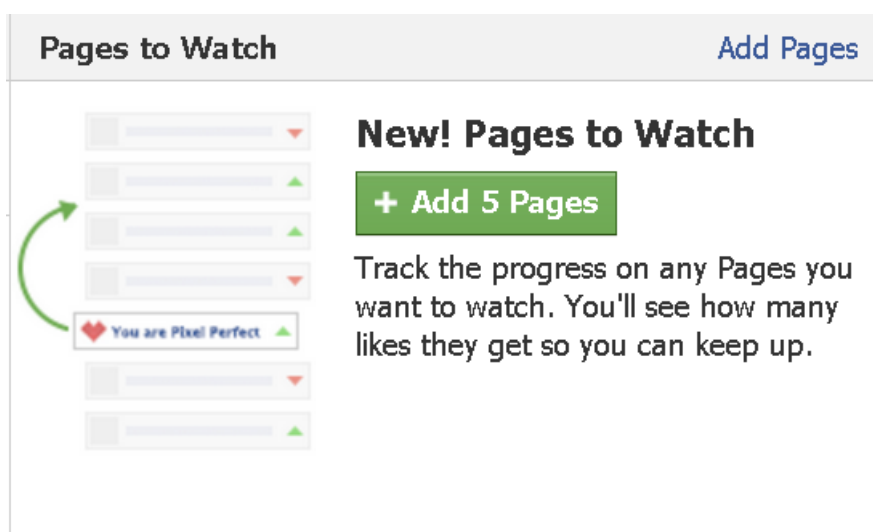 Pages to Watch
Add Pages
New! Pages to Watch
+ Add 5 Pages
Track the progress on any Pages you
want to watch. You'll see how many
likes they get so you can keep up.
You are Pixel Perfect